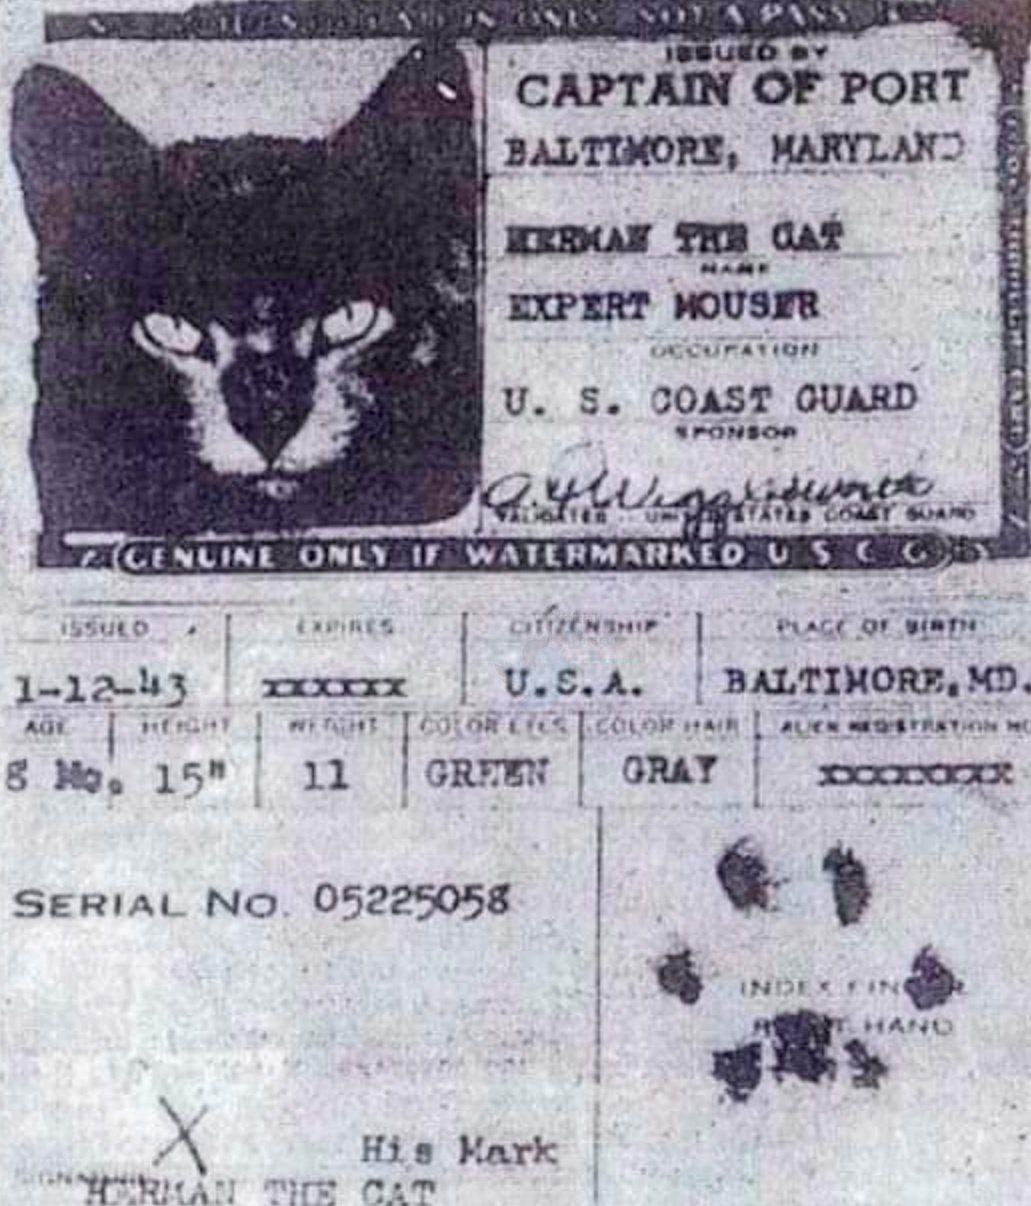 IDENTIFICATION ONLY NOT A PASS
ISSUED BY
CAPTAIN OF PORT
BALTIMORE, MARYLAND
HERMAN THE CAT
NAME
EXPERT MOUSER
OCCUPATION
U. S. COAST GUARD
SPONSOR
VALIDATED UNITED STATES COAST GUARD
GENUINE ONLY IF WATERMARKED U S C G
ISSUED EXPIRES CITIZENSHIP PLACE OF BIRTH
1-12-43 xxxxxx U.S.A. BALTIMORE, MD.
AGE HEIGHT WEIGHT COLOR EYES COLOR HAIR ALIEN REGISTRATION NO
8 Mo. 15" 11 GREEN GRAY xxxxxxxx
SERIAL NO. 05225058
INDEX FINGER
RIGHT HAND
X His Mark
SIGNATURE
HERMAN THE CAT